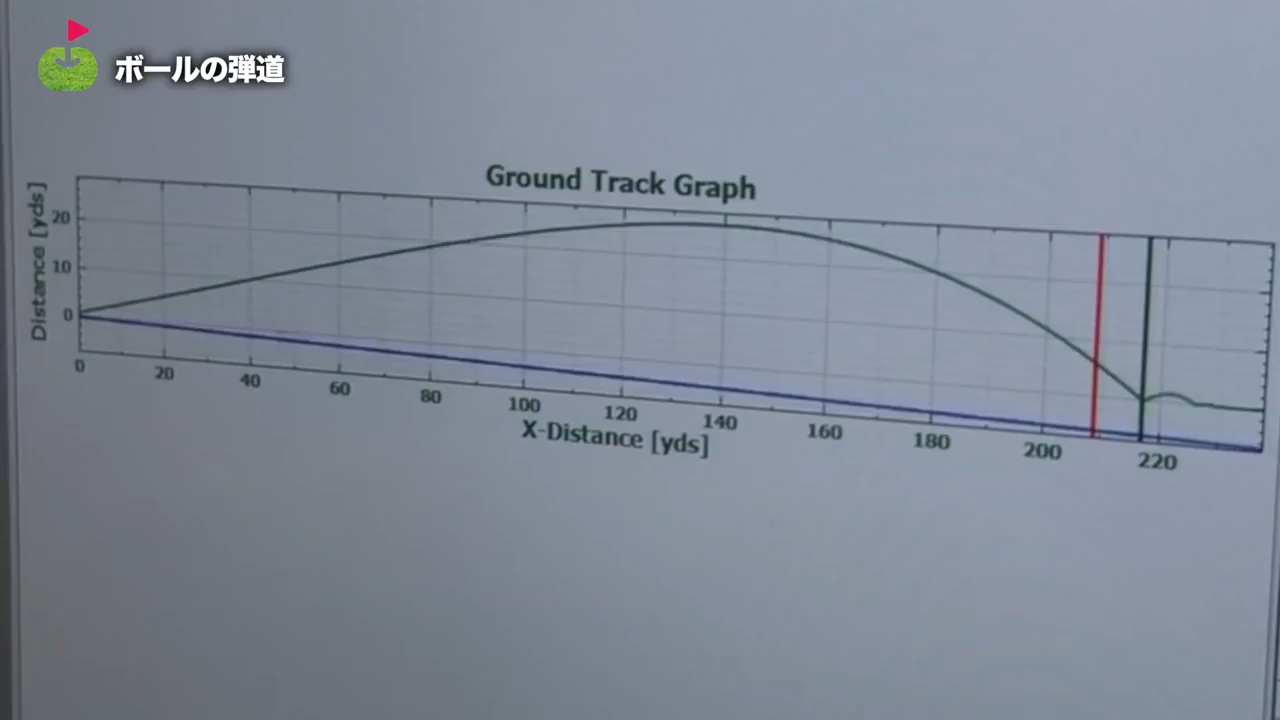 ボールの弾道
Ground Track Graph
Distance [yds]
20
10
0
0 20 40 60 80 100 120 140 160 180 200 220
X-Distance [yds]